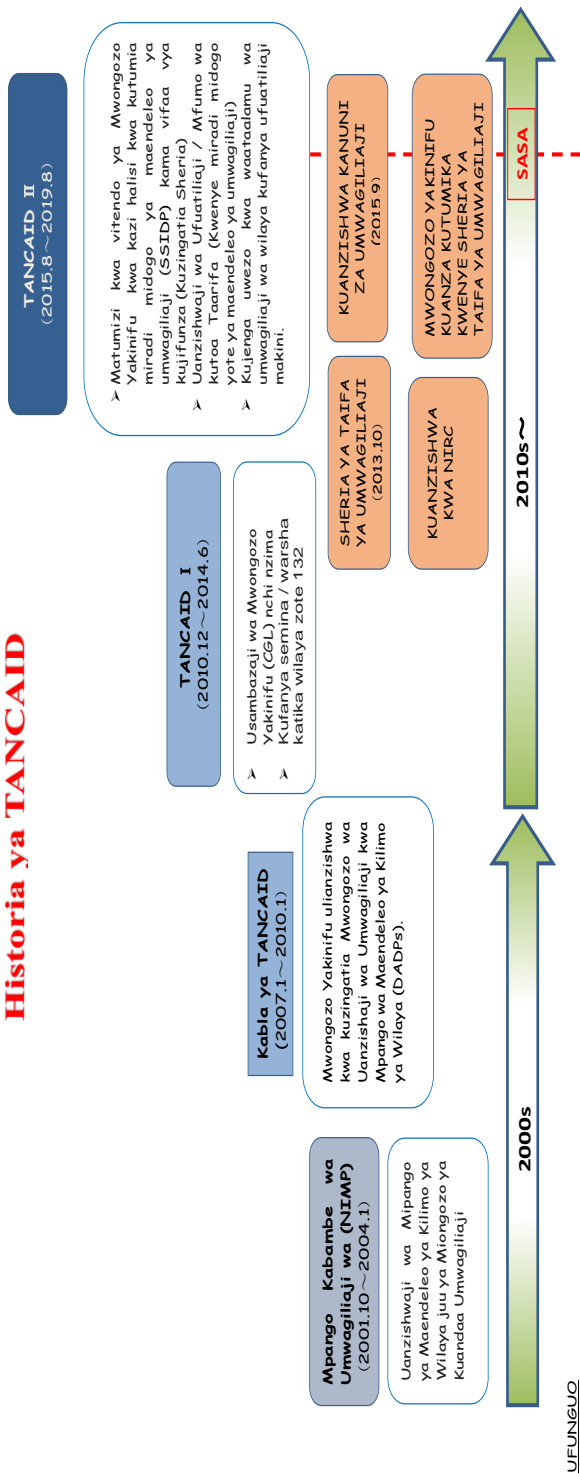 Historia ya TANCAID
Mpango Kabambe wa
Umwagiliaji wa (NIMP)
(2001.10～2004.1)
Uanzishwaji wa Mipango
ya Maendeleo ya Kilimo ya
Wilaya juu ya Miongozo ya
Kuandaa Umwagiliaji
Kabla ya TANCAID
(2007.1～2010.1)
Mwongozo Yakinifu ulianzishwa
kwa kuzingatia Mwongozo wa
Uanzishaji wa Umwagiliaji kwa
Mpango wa Maendeleo ya Kilimo
ya Wilaya (DADPs).
TANCAID I
(2010.12～2014.6)
➢ Usambazaji wa Mwongozo
Yakinifu (CGL) nchi nzima
➢ Kufanya semina / warsha
katika wilaya zote 132
TANCAID II
(2015.8～2019.8)
➢ Matumizi kwa vitendo ya Mwongozo
Yakinifu kwa kazi halisi kwa kutumia
miradi midogo ya maendeleo ya
umwagiliaji (SSIDP) kama vifaa vya
kujifunza (Kuzingatia Sheria)
➢ Uanzishwaji wa Ufuatiliaji / Mfumo wa
kutoa Taarifa (Kwenye miradi midogo
yote ya maendeleo ya umwagiliaji)
➢ Kujenga uwezo kwa waataalamu wa
umwagiliaji wa wilaya kufanya ufuatiliaji
makini.
SHERIA YA TAIFA
YA UMWAGILIAJI
(2013.10)
KUANZISHWA KANUNI
ZA UMWAGILIAJI
(2015.9)
KUANZISHWA
KWA NIRC
MWONGOZO YAKINIFU
KUANZA KUTUMIKA
KWENYE SHERIA YA
TAIFA YA UMWAGILIAJI
2000s
2010s～
SASA
UFUNGUO